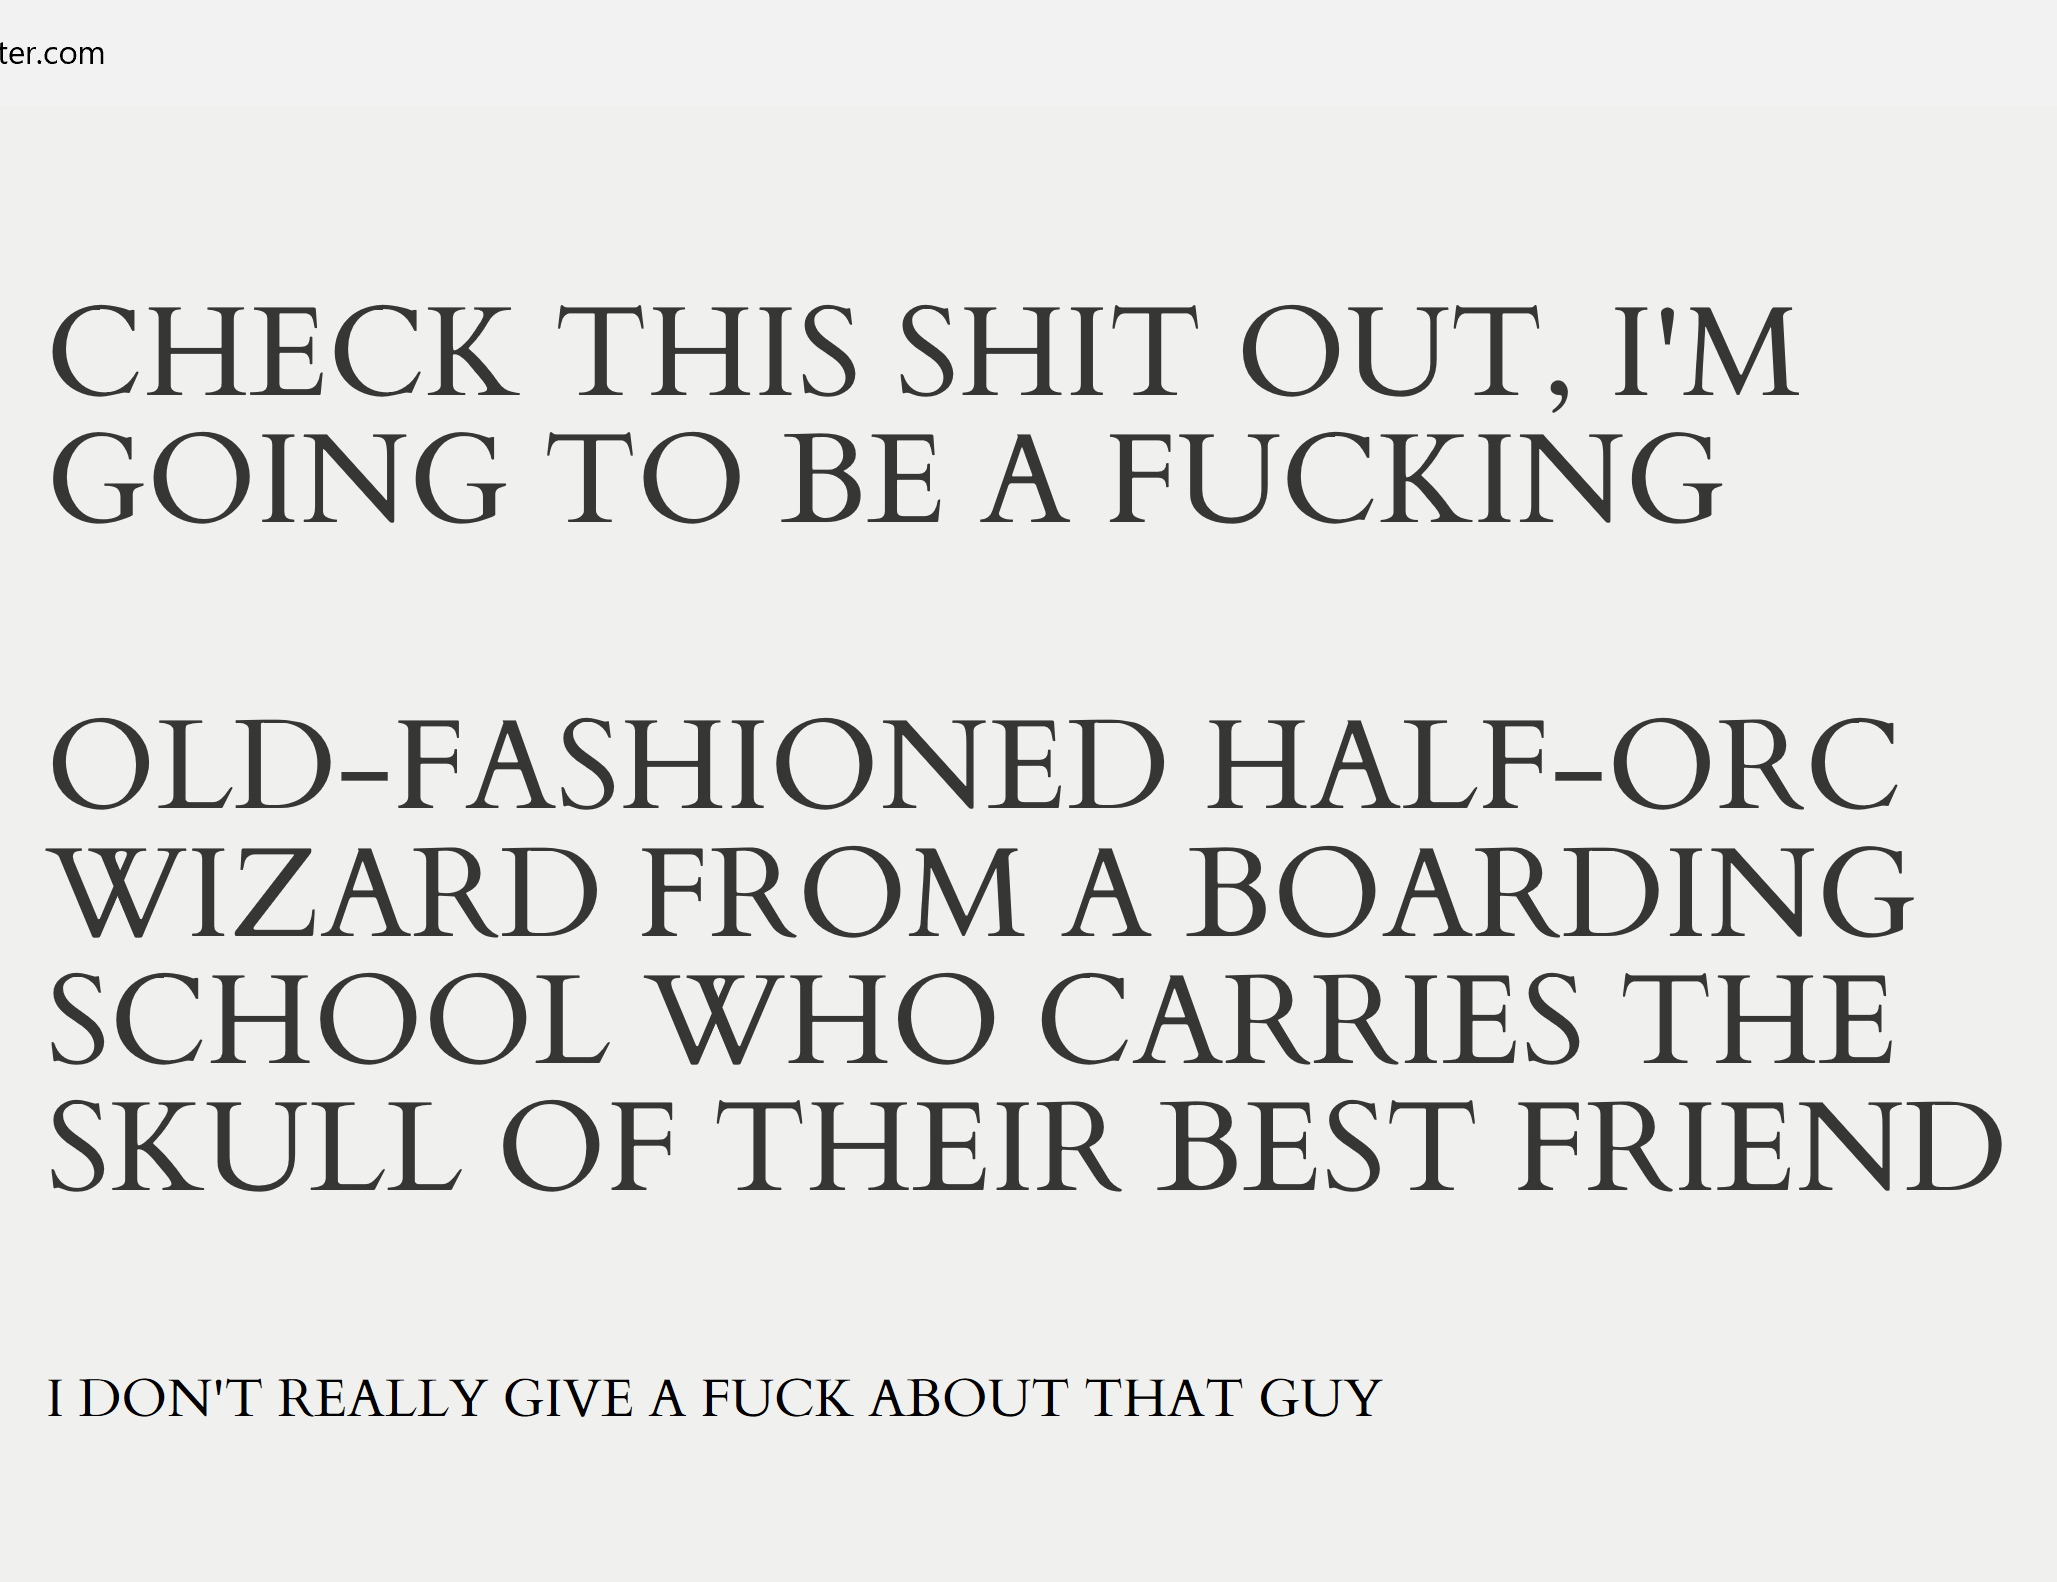 ter.com
CHECK THIS SHIT OUT, I'M
GOING TO BE A FUCKING
OLD-FASHIONED HALF-ORC
WIZARD FROM A BOARDING
SCHOOL WHO CARRIES THE
SKULL OF THEIR BEST FRIEND
I DON'T REALLY GIVE A FUCK ABOUT THAT GUY